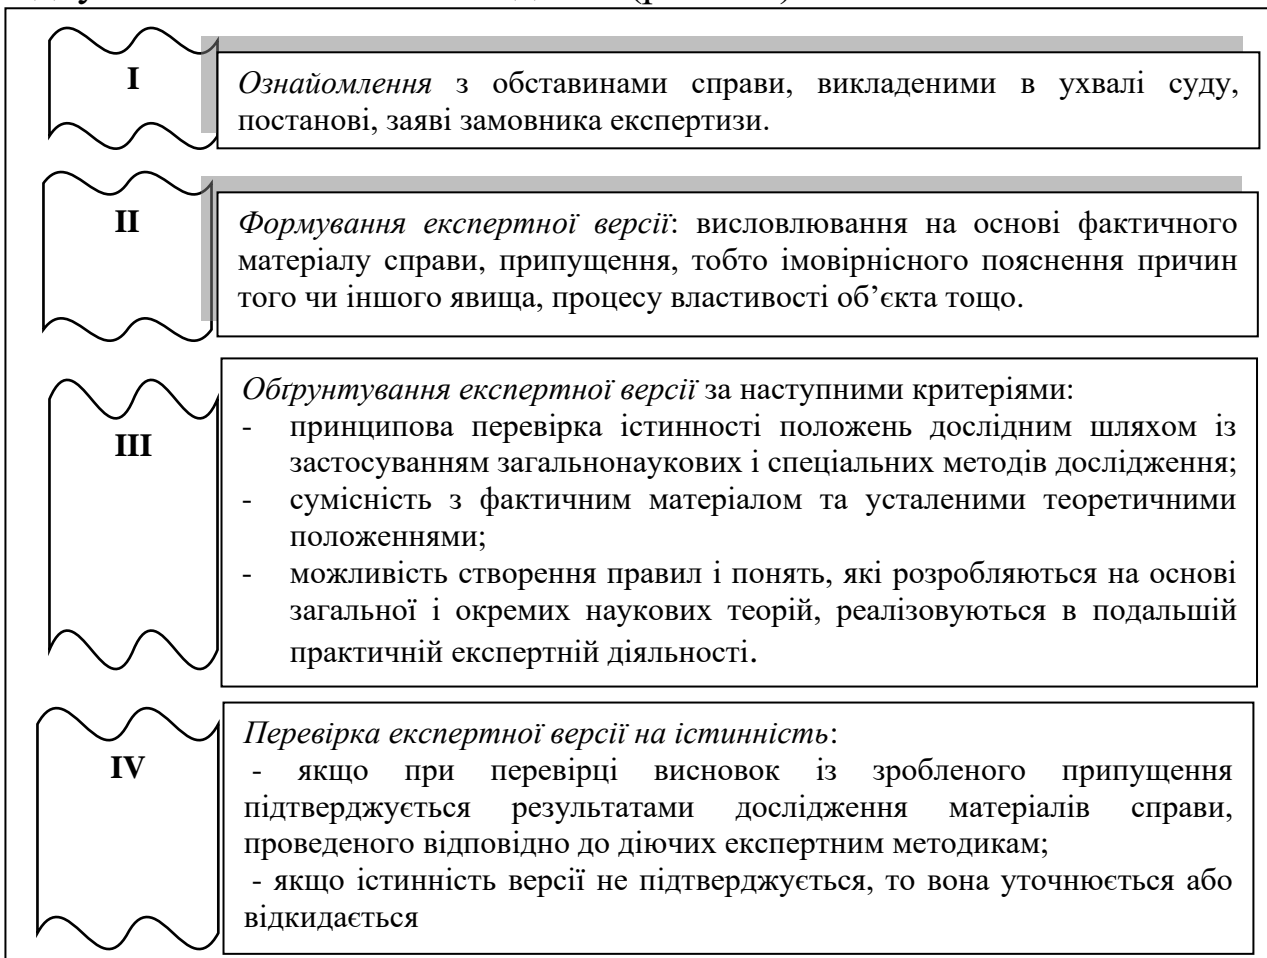 I
Ознайомлення з обставинами справи, викладеними в ухвалі суду,
постанові, заяві замовника експертизи.
II
Формування експертної версії: висловлювання на основі фактичного
матеріалу справи, припущення, тобто імовірнісного пояснення причин
того чи іншого явища, процесу властивості об’єкта тощо.
III
Обґрунтування експертної версії за наступними критеріями:
- принципова перевірка істинності положень дослідним шляхом із
застосуванням загальнонаукових і спеціальних методів дослідження;
- сумісність з фактичним матеріалом та усталеними теоретичними
положеннями;
- можливість створення правил і понять, які розробляються на основі
загальної і окремих наукових теорій, реалізовуються в подальшій
практичній експертній діяльності.
IV
Перевірка експертної версії на істинність:
- якщо при перевірці висновок із зробленого припущення
підтверджується результатами дослідження матеріалів справи,
проведеного відповідно до діючих експертним методикам;
- якщо істинність версії не підтверджується, то вона уточнюється або
відкидається